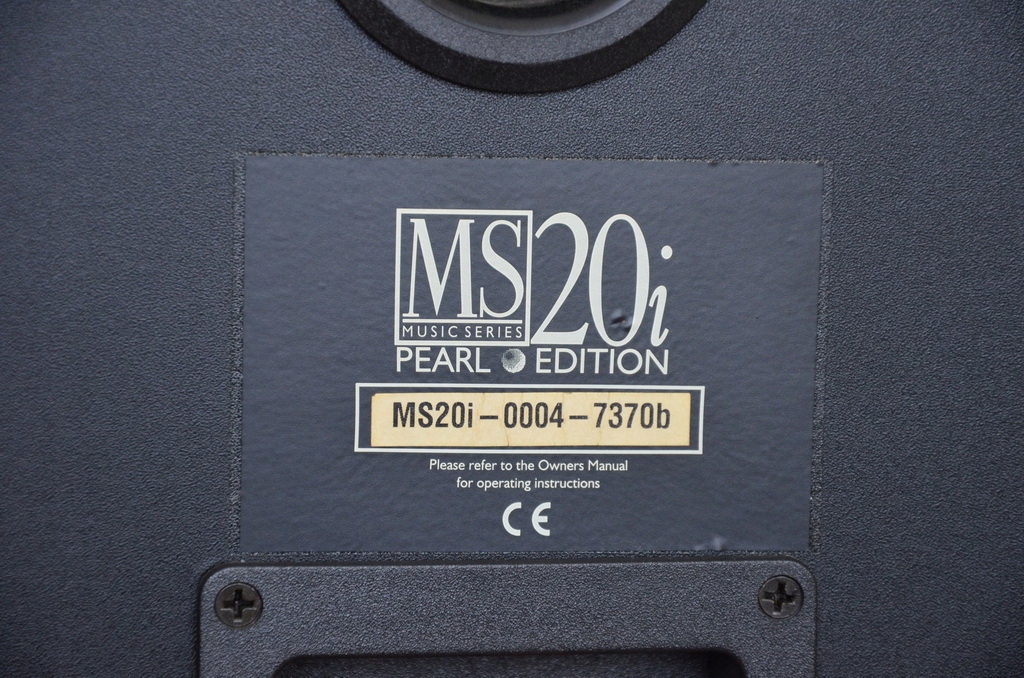 MS20i
MUSIC SERIES
PEARL EDITION
MS20i–0004–7370b
Please refer to the Owners Manual
for operating instructions
CE